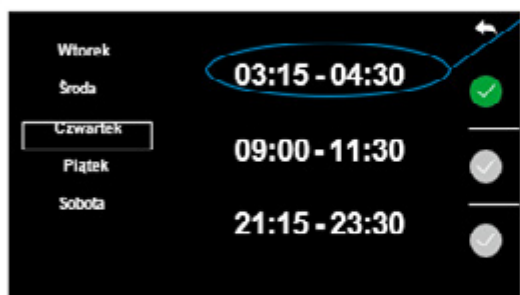 Wtorek
Środa
Czwartek
Piątek
Sobota
03:15 - 04:30
09:00 - 11:30
21:15 - 23:30